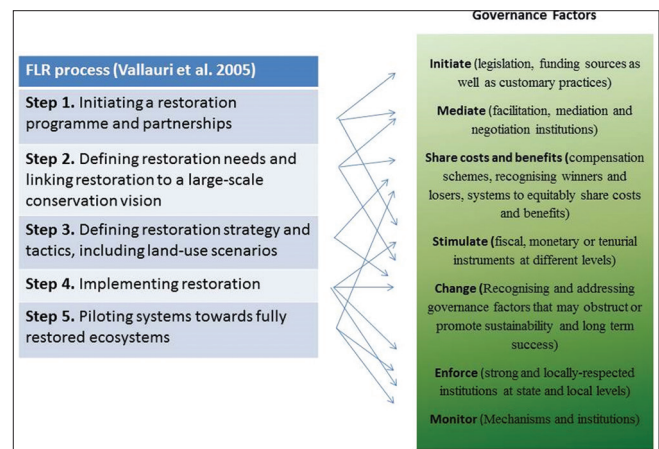 Governance Factors
FLR process (Vallauri et al. 2005)
Step 1. Initiating a restoration
programme and partnerships
Step 2. Defining restoration needs and
linking restoration to a large-scale
conservation vision
Step 3. Defining restoration strategy and
tactics, including land-use scenarios
Step 4. Implementing restoration
Step 5. Piloting systems towards fully
restored ecosystems
Initiate (legislation, funding sources as
well as customary practices)
Mediate (facilitation, mediation and
negotiation institutions)
Share costs and benefits (compensation
schemes, recognising winners and
losers, systems to equitably share costs
and benefits)
Stimulate (fiscal, monetary or tenurial
instruments at different levels)
Change (Recognising and addressing
governance factors that may obstruct or
promote sustainability and long term
success)
Enforce (strong and locally-respected
institutions at state and local levels)
Monitor (Mechanisms and institutions)